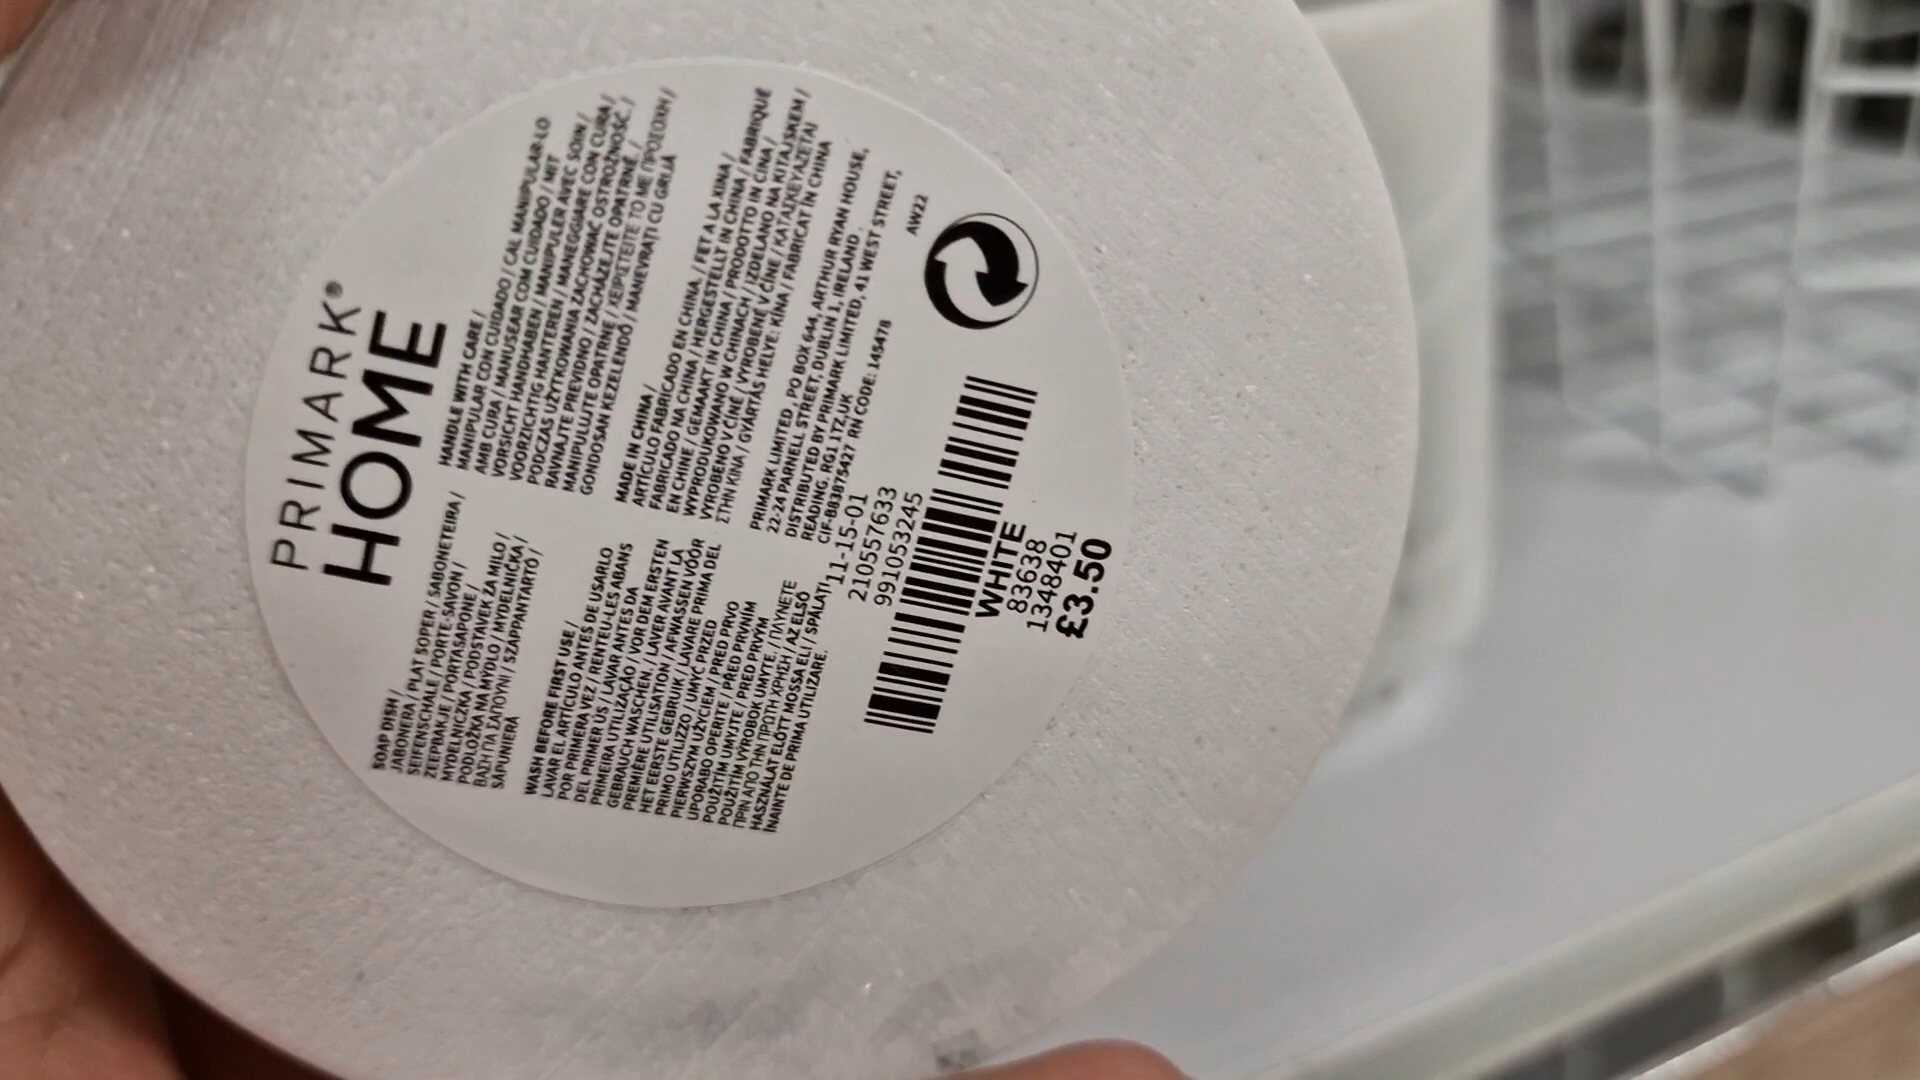 PRIMARK®
HOME
SOAP DISH /
JABONERA / PLAT SOPER / SABONETEIRA /
SEIFENSCHALE / PORTE-SAVON /
ZEEPBAKJE / PORTASAPONE /
MYDELNICZKA / PODSTAVEK ZA MILO /
PODLOŽKA NA MÝDLO / MYDELNIČKA /
ΒΑΣΗ ΓΙΑ ΣΑΠΟΥΝΙ / SZAPPANTARTÓ /
SAPUNIERĂ
HANDLE WITH CARE /
MANIPULAR CON CUIDADO / CAL MANIPULAR-LO
AMB CURA / MANUSEAR COM CUIDADO / MIT
VORSICHT HANDHABEN / MANIPULER AVEC SOIN /
VOORZICHTIG HANTEREN / MANEGGIARE CON CURA /
PODCZAS UŻYTKOWANIA ZACHOWAĆ OSTROŻNOŚĆ. /
RAVNAJTE PREVIDNO / ZACHÁZEJTE OPATRNĚ. /
MANIPULUJTE OPATRNE / ΧΕΙΡΙΣΤΕΙΤΕ ΤΟ ΜΕ ΠΡΟΣΟΧΗ /
GONDOSAN KEZELENDŐ / MANEVRAȚI CU GRIJĂ
WASH BEFORE FIRST USE /
LAVAR EL ARTÍCULO ANTES DE USARLO
POR PRIMERA VEZ / RENTEU-LES ABANS
DEL PRIMER US / LAVAR ANTES DA
PRIMEIRA UTILIZAÇÃO / VOR DEM ERSTEN
GEBRAUCH WASCHEN. / LAVER AVANT LA
PREMIÈRE UTILISATION / AFWASSEN VÓÓR
HET EERSTE GEBRUIK / LAVARE PRIMA DEL
PRIMO UTILIZZO / UMYĆ PRZED
PIERWSZYM UŻYCIEM / PRED PRVO
UPORABO OPERITE / PŘED PRVNÍM
POUŽITÍM UMYJTE / PRED PRVÝM
POUŽITÍM VÝROBOK UMYTE. / ΠΛΥΝΕΤΕ
ΠΡΙΝ ΑΠΟ ΤΗΝ ΠΡΩΤΗ ΧΡΗΣΗ / AZ ELSŐ
HASZNÁLAT ELŐTT MOSSA EL! / SPĂLAȚI
ÎNAINTE DE PRIMA UTILIZARE.
MADE IN CHINA /
ARTÍCULO FABRICADO EN CHINA. / FET A LA XINA /
FABRICADO NA CHINA / HERGESTELLT IN CHINA / FABRIQUÉ
EN CHINE / GEMAAKT IN CHINA / PRODOTTO IN CINA /
WYPRODUKOWANO W CHINACH / IZDELANO NA KITAJSKEM /
VYROBENO V ČÍNĚ / VYROBENÉ V ČÍNE / ΚΑΤΑΣΚΕΥΑΖΕΤΑΙ
ΣΤΗΝ ΚΙΝΑ / GYÁRTÁS HELYE: KÍNA / FABRICAT ÎN CHINA
PRIMARK LIMITED, PO BOX 644, ARTHUR RYAN HOUSE,
22-24 PARNELL STREET, DUBLIN 1, IRELAND.
DISTRIBUTED BY PRIMARK LIMITED, 41 WEST STREET,
READING, RG1 1TZ, UK
CIF-B83875427 RN CODE: 145478
AW22
11-15-01
210557633
991053245
WHITE
83638
1348401
£3.50